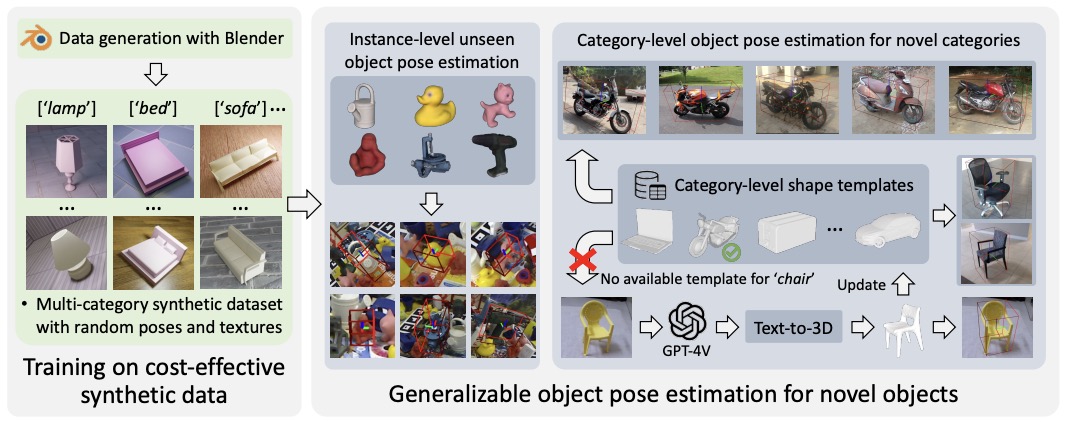 Data generation with Blender
['lamp'] ['bed'] ['sofa'] ...
...
...
...
• Multi-category synthetic dataset
with random poses and textures
Training on cost-effective
synthetic data
Instance-level unseen
object pose estimation
Category-level object pose estimation for novel categories
Category-level shape templates
...
No available template for 'chair'
Update
GPT-4V
Text-to-3D
Generalizable object pose estimation for novel objects